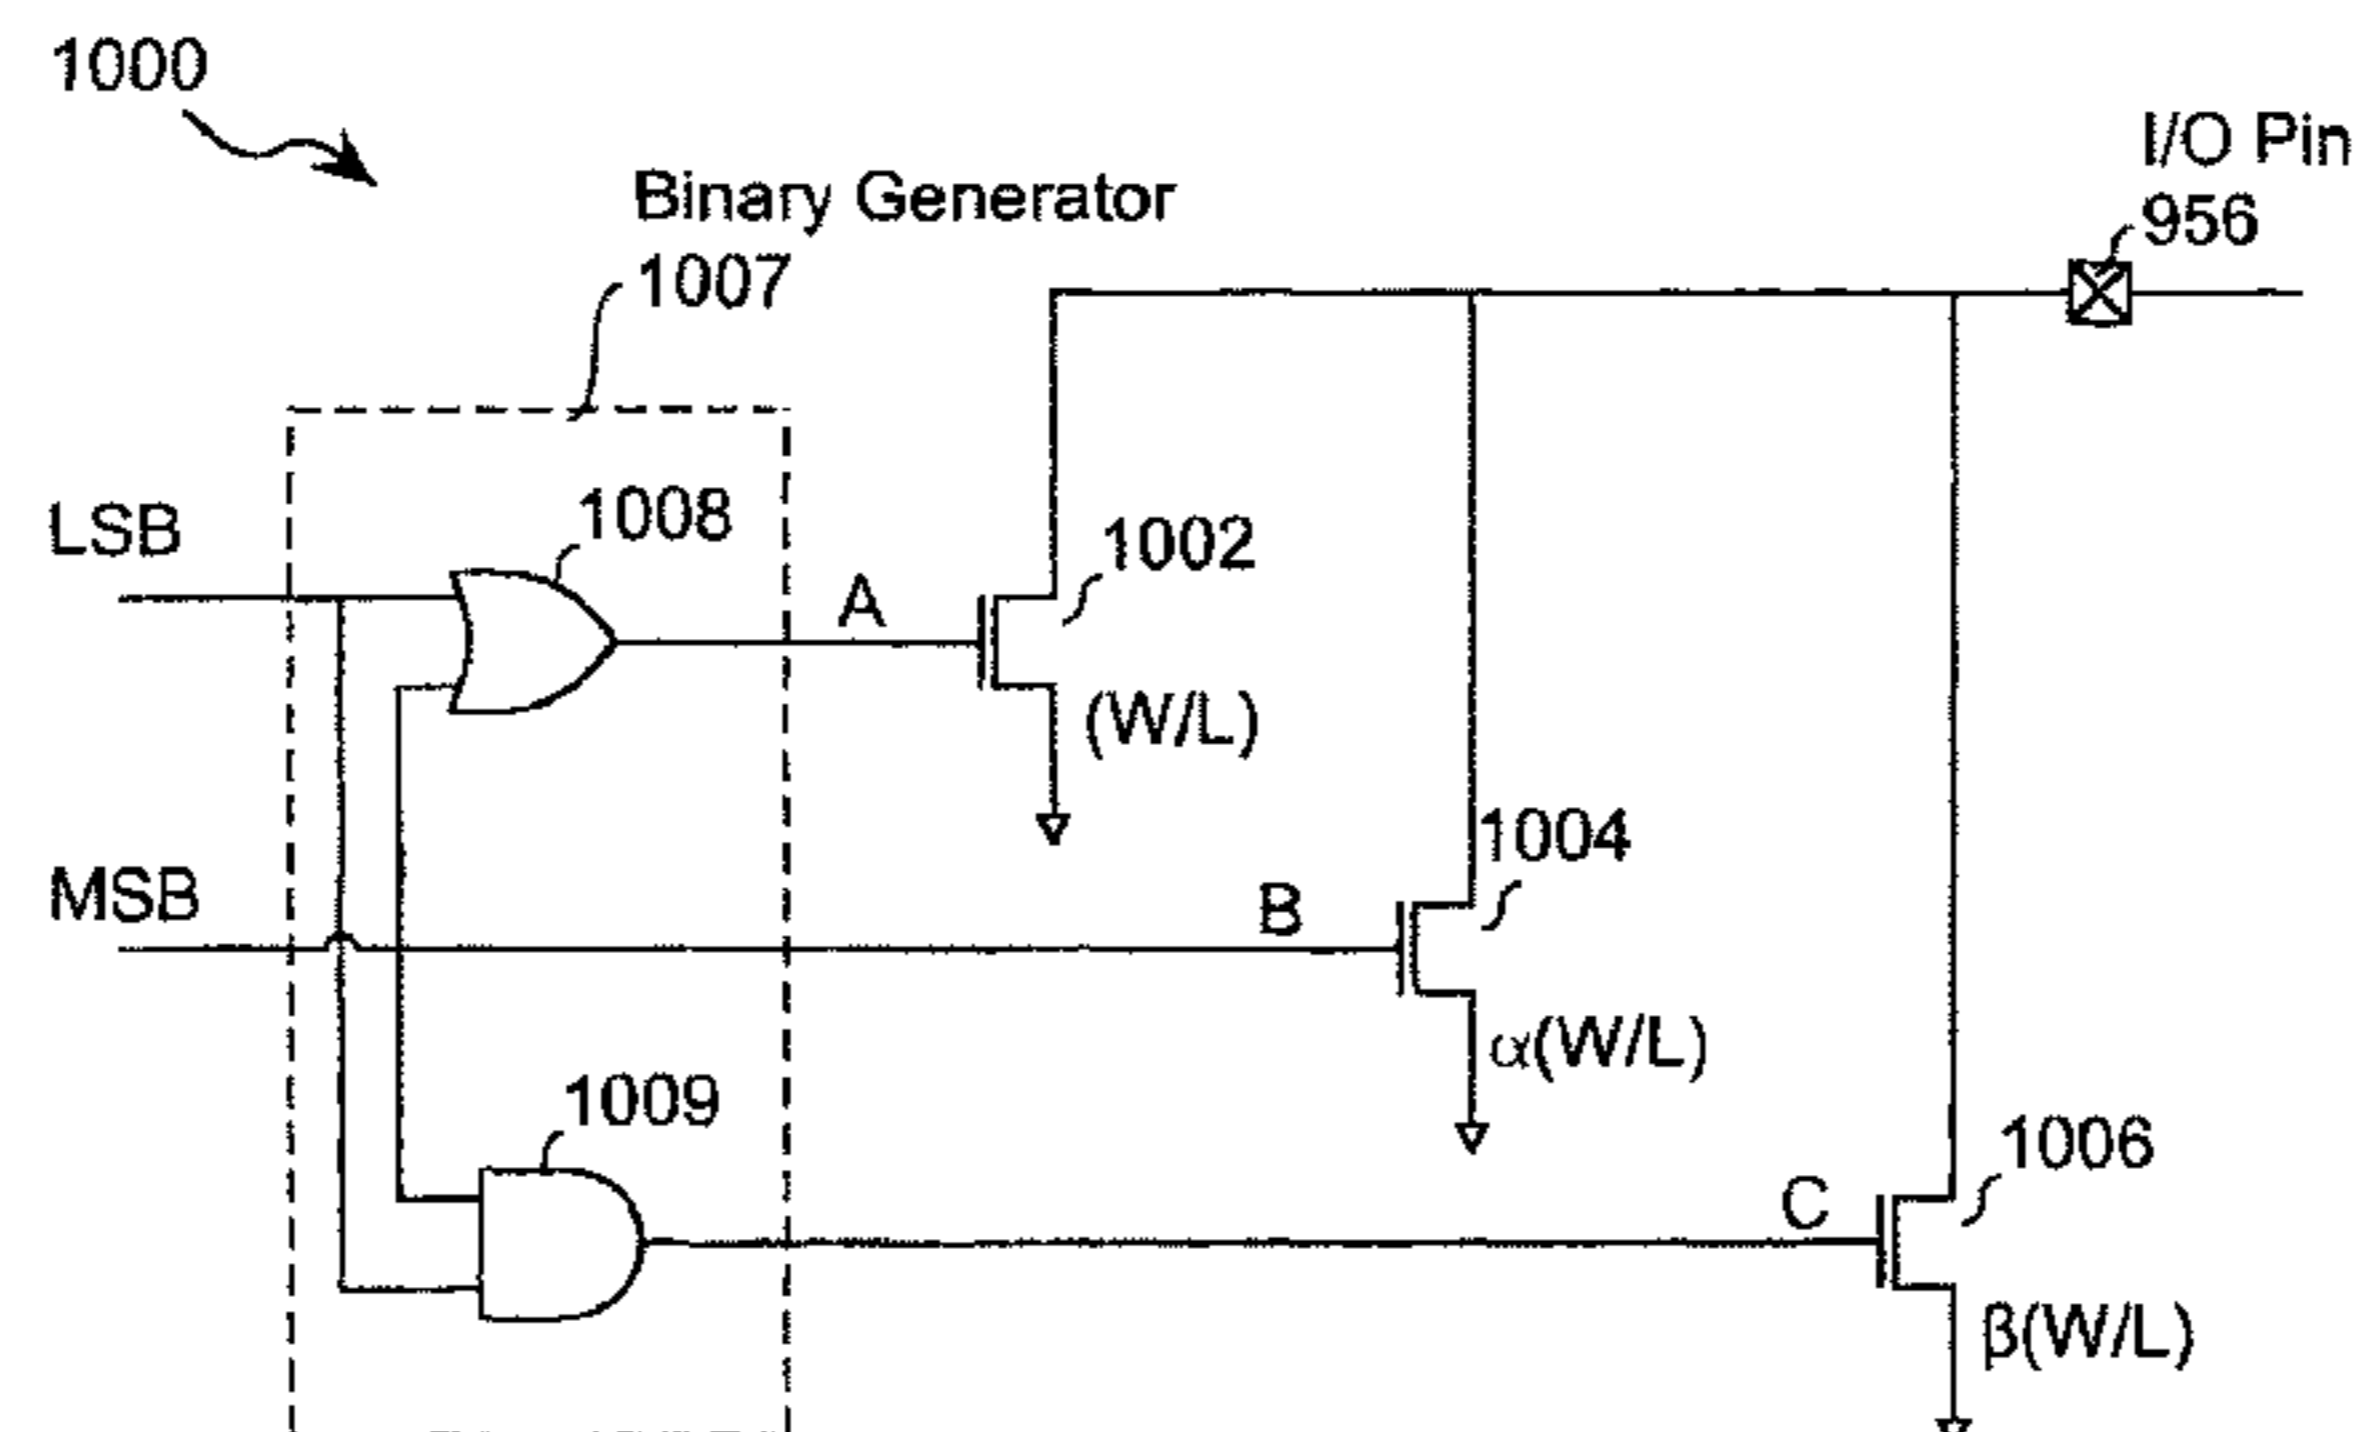 1000
I/O Pin
956
Binary Generator
1007
LSB
1008
A
1002
(W/L)
MSB
B
1004
α(W/L)
1009
C
1006
β(W/L)